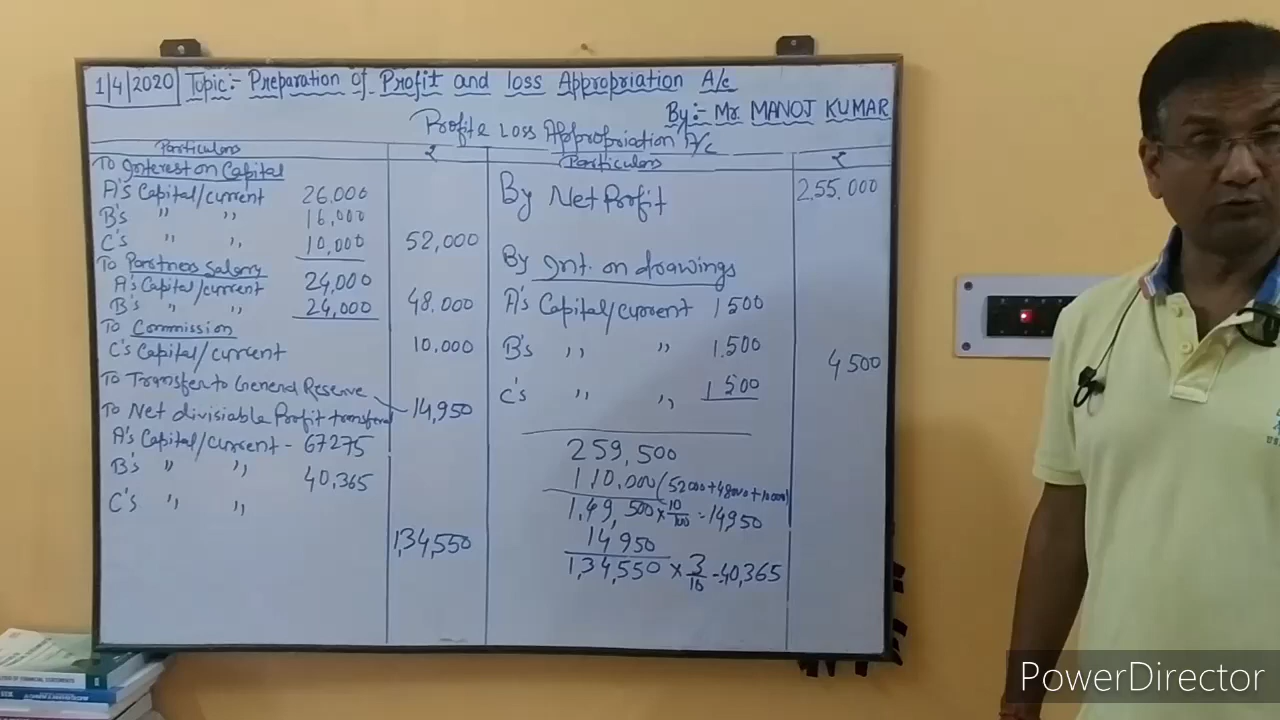 1/4/2020 Topic:- Preparation of Profit and loss Appropriation A/c
By:- Mr. MANOJ KUMAR
Profit & Loss Appropriation A/c
Particulars ₹ Particulars ₹
To Interest on Capital
A's Capital/current 26,000
B's " " 16,000
C's " " 10,000 52,000
To Partners Salary
A's Capital/current 24,000
B's " " 24,000 48.000
To Commission
C's Capital/current 10,000
To Transfer to General Reserve 14,950
To Net divisiable Profit transferred
A's Capital/current - 67275
B's " " 40,365
C's " "
1,34,550
By Net Profit 2,55,000
By Int. on drawings
A's Capital/current 1500
B's " " 1.500 4500
C's " " 1500
259,500
110,000 (52000+48000+10000)
1,49,500 × 10/100 = 14950
14950
1,34,550 × 3/10 - 40,365
PowerDirector